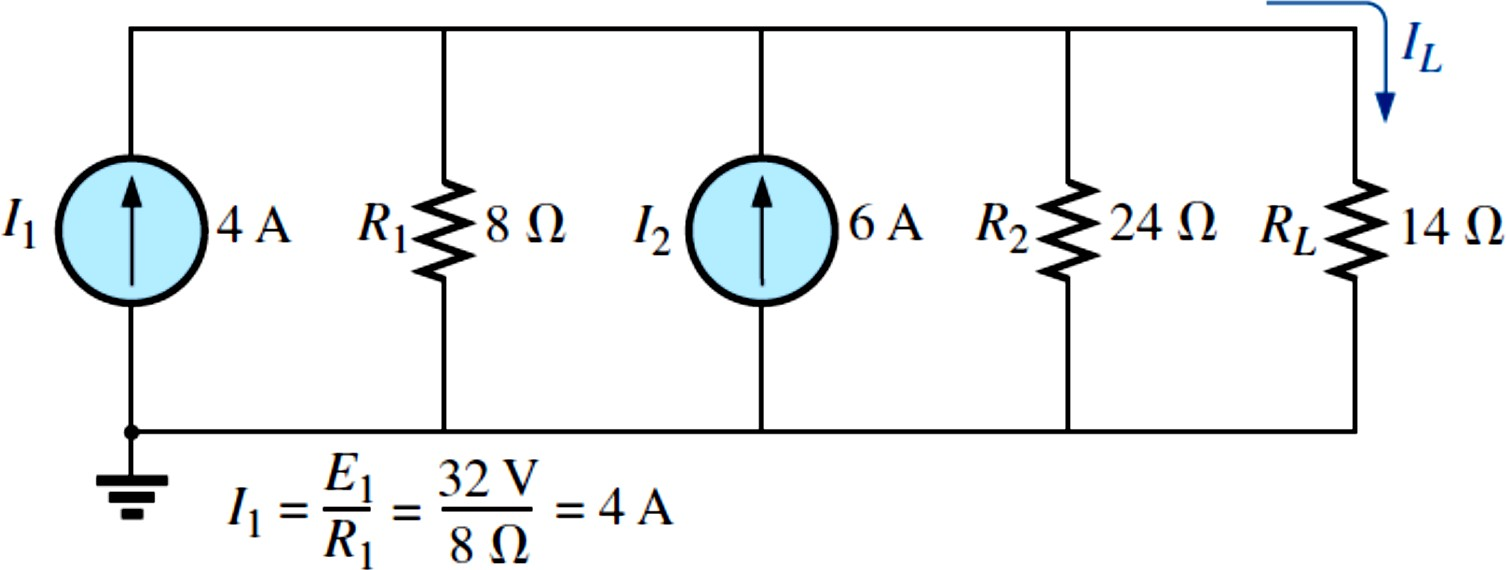 I_L
I_1 4 A R_1 8 Ω I_2 6 A R_2 24 Ω R_L 14 Ω
I_1 = E_1/R_1 = 32 V/8 Ω = 4 A